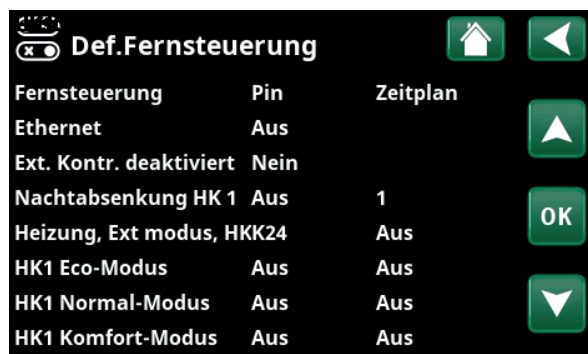 Def.Fernsteuerung
Fernsteuerung Pin Zeitplan
Ethernet Aus
Ext. Kontr. deaktiviert Nein
Nachtabsenkung HK 1 Aus 1
Heizung, Ext modus, HKK24 Aus
HK1 Eco-Modus Aus Aus
HK1 Normal-Modus Aus Aus
HK1 Komfort-Modus Aus Aus
OK